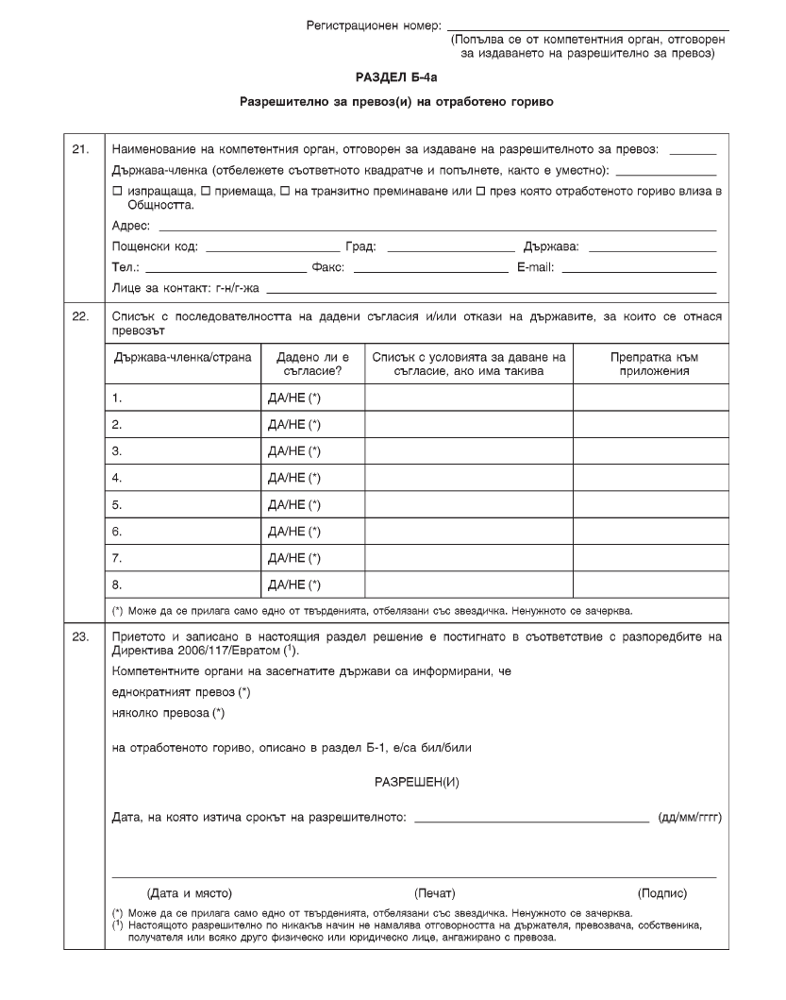 Регистрационен номер:
(Попълва се от компетентния орган, отговорен
за издаването на разрешително за превоз)
РАЗДЕЛ Б-4а
Разрешително за превоз(и) на отработено гориво
21. Наименование на компетентния орган, отговорен за издаване на разрешителното за превоз:
Държава-членка (отбележете съответното квадратче и попълнете, както е уместно):
☐ изпращаща, ☐ приемаща, ☐ на транзитно преминаване или ☐ през която отработеното гориво влиза в
Общността.
Адрес:
Пощенски код: Град: Държава:
Тел.: Факс: E-mail:
Лице за контакт: г-н/г-жа
22. Списък с последователността на дадени съгласия и/или откази на държавите, за които се отнася
превозът
Държава-членка/страна Дадено ли е Списък с условията за даване на Препратка към
съгласие? съгласие, ако има такива приложения
1. ДА/НЕ (*)
2. ДА/НЕ (*)
3. ДА/НЕ (*)
4. ДА/НЕ (*)
5. ДА/НЕ (*)
6. ДА/НЕ (*)
7. ДА/НЕ (*)
8. ДА/НЕ (*)
(*) Може да се прилага само едно от твърденията, отбелязани със звездичка. Ненужното се зачерква.
23. Приетото и записано в настоящия раздел решение е постигнато в съответствие с разпоредбите на
Директива 2006/117/Евратом (¹).
Компетентните органи на засегнатите държави са информирани, че
еднократният превоз (*)
няколко превоза (*)
на отработеното гориво, описано в раздел Б-1, е/са бил/били
РАЗРЕШЕН(И)
Дата, на която изтича срокът на разрешителното: (дд/мм/гггг)
(Дата и място) (Печат) (Подпис)
(*) Може да се прилага само едно от твърденията, отбелязани със звездичка. Ненужното се зачерква.
(¹) Настоящото разрешително по никакъв начин не намалява отговорността на държателя, превозвача, собственика,
получателя или всяко друго физическо или юридическо лице, ангажирано с превоза.